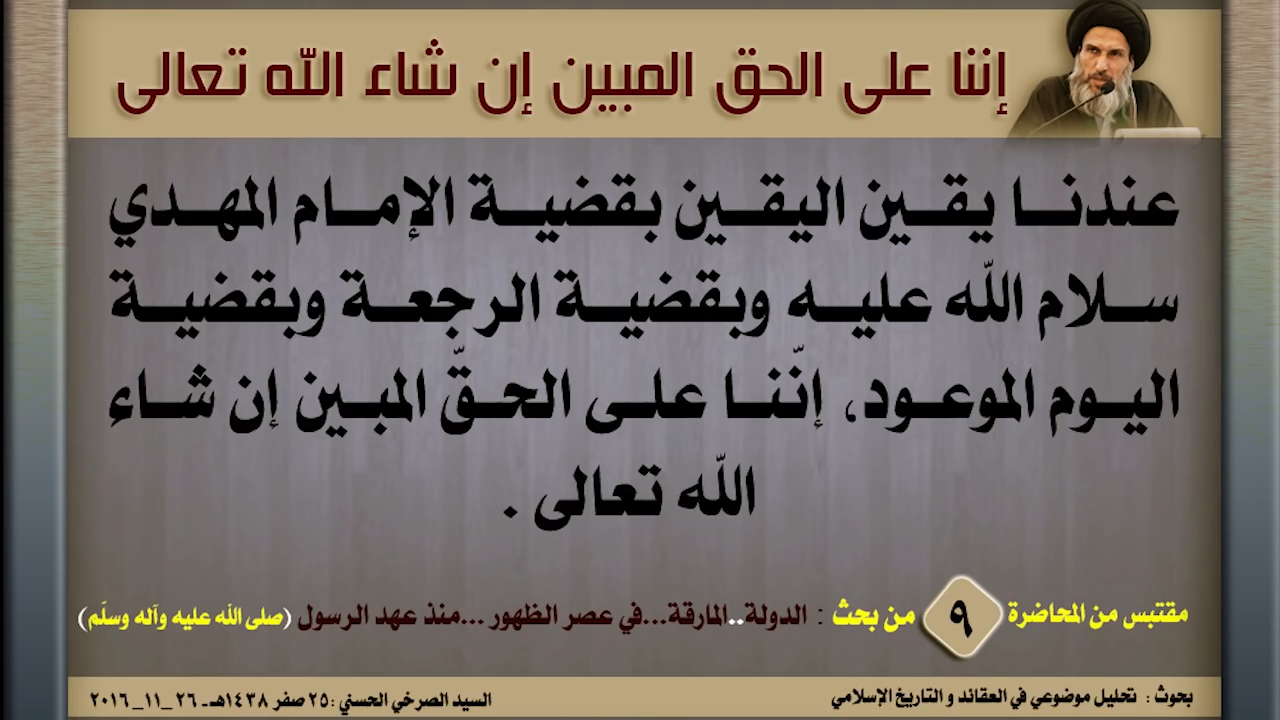 إننا على الحق المبين إن شاء الله تعالى
عندنا يقين اليقين بقضية الإمام المهدي
سلام الله عليه وبقضية الرجعة وبقضية
اليوم الموعود، إنّنا على الحقّ المبين إن شاء
الله تعالى .
مقتبس من المحاضرة ٩ من بحث : الدولة..المارقة...في عصر الظهور ...منذ عهد الرسول (صلى الله عليه وآله وسلّم)
بحوث : تحليل موضوعي في العقائد و التاريخ الإسلامي
السيد الصرخي الحسني :٢٥ صفر ١٤٣٨هـ - ٢٦ _١١ _٢٠١٦